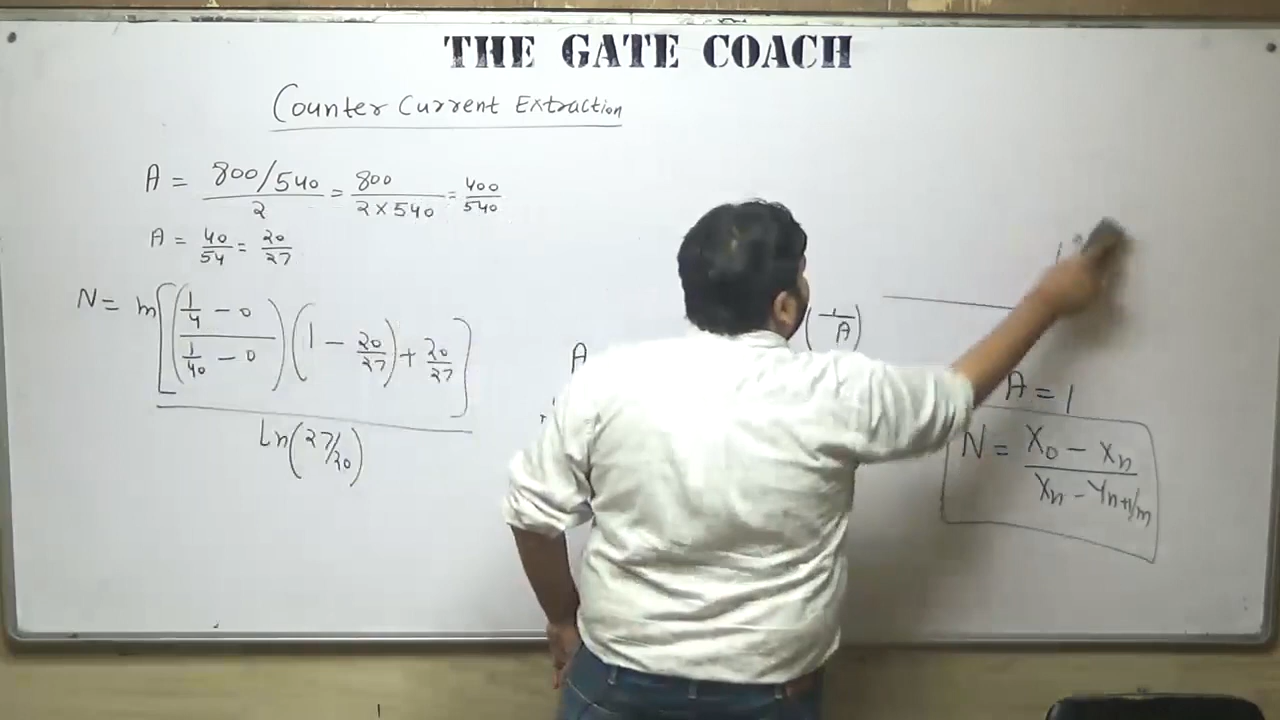 THE GATE COACH
Counter Current Extraction
A = 800/540 / 2 = 800 / 2×540 = 400/540
A = 40/54 = 20/27
N = m[((1/4 - 0)/(1/40 - 0))(1 - 20/27) + 20/27]
Ln(27/20)
A
(1/A)
A = 1
N = (X0 - Xn)/(Xn - Yn+1/m)